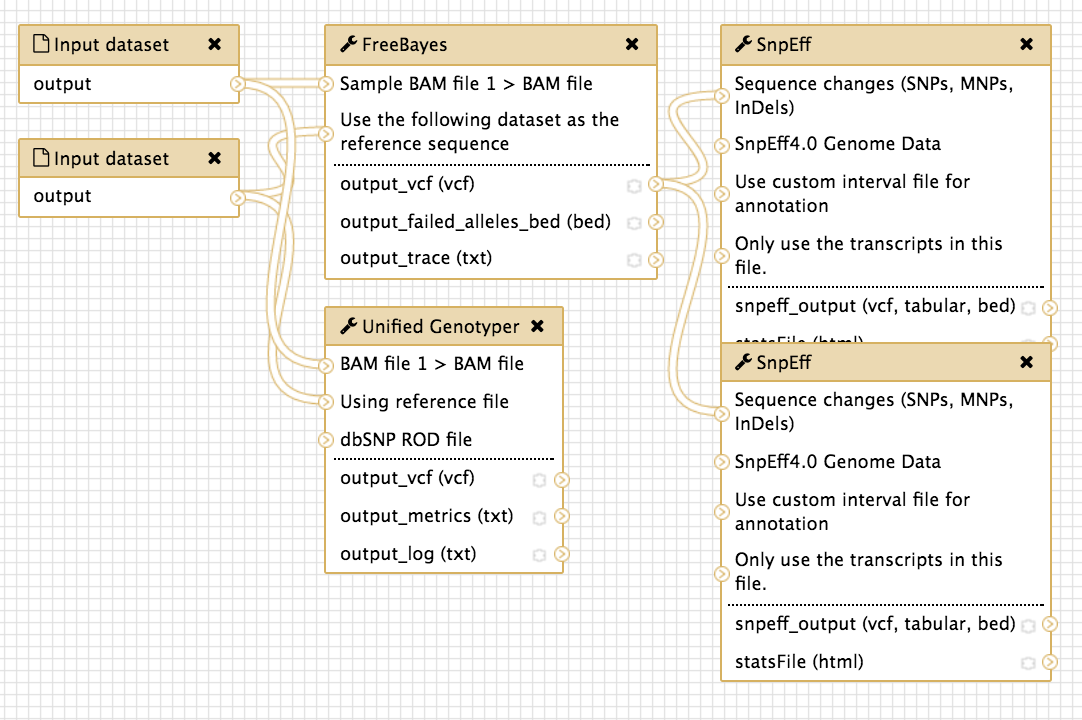 Input dataset
output
Input dataset
output
FreeBayes
Sample BAM file 1 > BAM file
Use the following dataset as the
reference sequence
output_vcf (vcf)
output_failed_alleles_bed (bed)
output_trace (txt)
Unified Genotyper
BAM file 1 > BAM file
Using reference file
dbSNP ROD file
output_vcf (vcf)
output_metrics (txt)
output_log (txt)
SnpEff
Sequence changes (SNPs, MNPs,
InDels)
SnpEff4.0 Genome Data
Use custom interval file for
annotation
Only use the transcripts in this
file.
snpeff_output (vcf, tabular, bed)
statsFile (html)
SnpEff
Sequence changes (SNPs, MNPs,
InDels)
SnpEff4.0 Genome Data
Use custom interval file for
annotation
Only use the transcripts in this
file.
snpeff_output (vcf, tabular, bed)
statsFile (html)